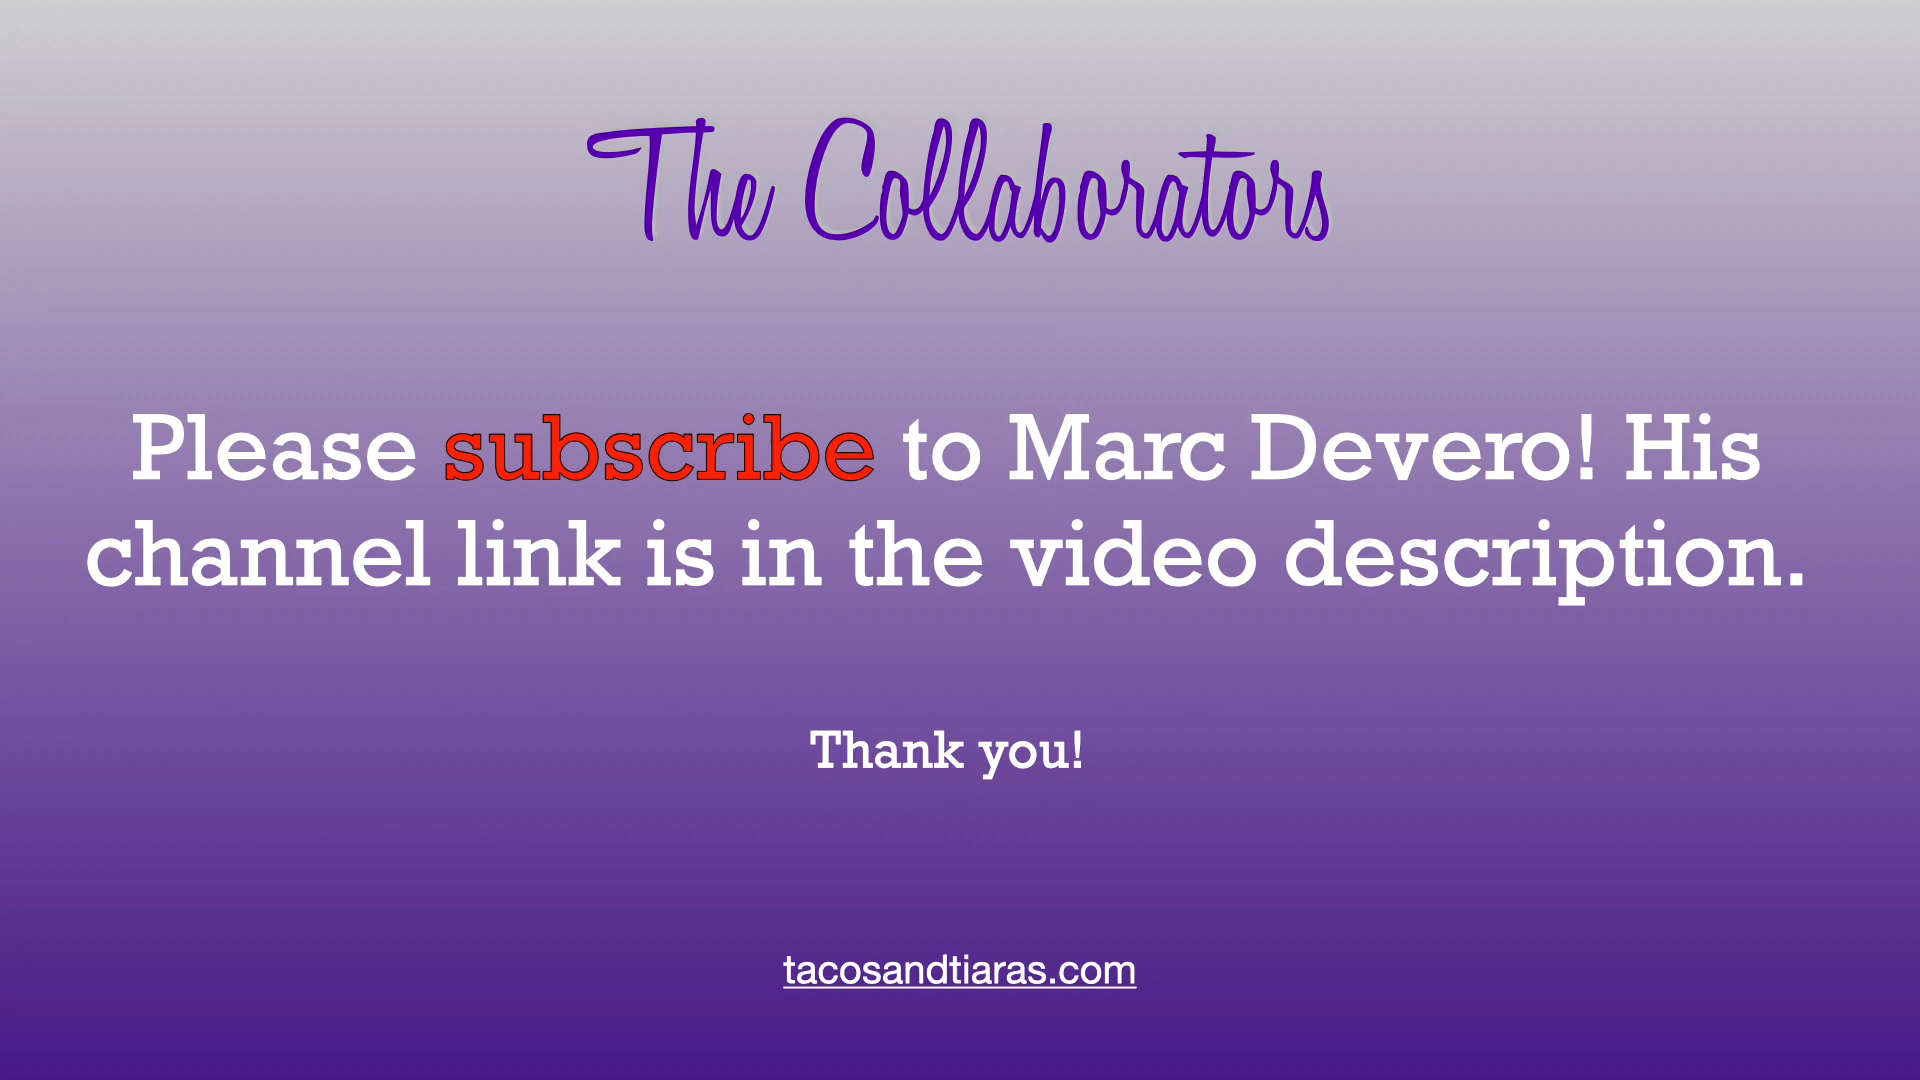 The Collaborators
Please subscribe to Marc Devero! His
channel link is in the video description.
Thank you!
tacosandtiaras.com